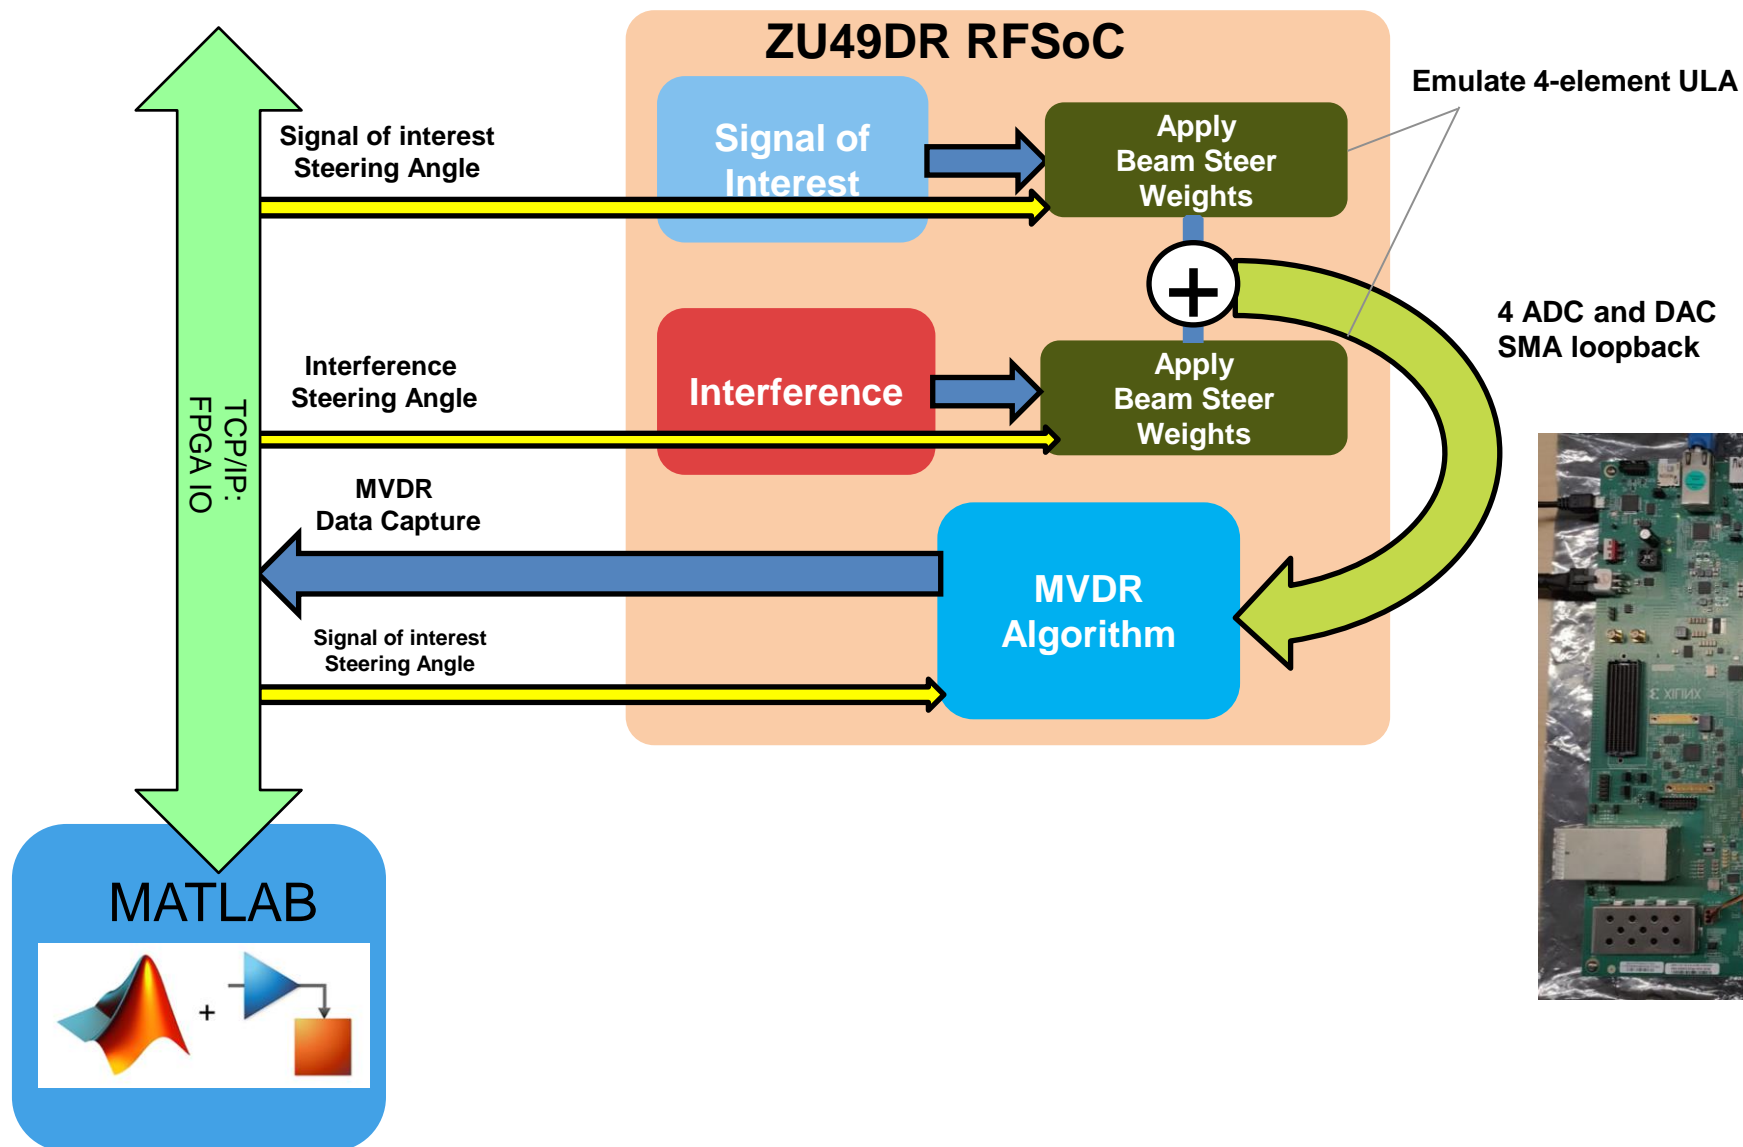 ZU49DR RFSoC
Emulate 4-element ULA
Signal of interest
Steering Angle
Signal of
Interest
Apply
Beam Steer
Weights
+
4 ADC and DAC
SMA loopback
Interference
Steering Angle
Interference
Apply
Beam Steer
Weights
TCP/IP:
FPGA IO
MVDR
Data Capture
MVDR
Algorithm
Signal of interest
Steering Angle
XILINX
MATLAB
+